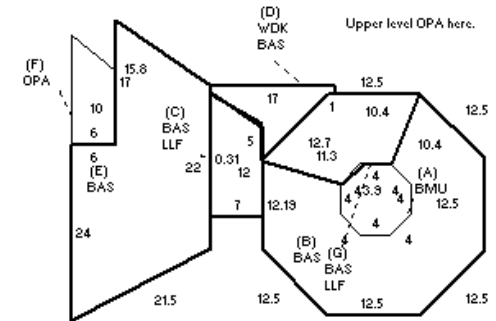 (D)
WDK
BAS
Upper level OPA here.
(F)
OPA
15.8
17
12.5
17
1
10
(C)
BAS
LLF
10.4
12.5
6
5
12.7
10.4
6
11.3
(E)
BAS
0.31
22
12
4
(A)
BMU
4
3.9
4
4
4
12.5
7
12.19
4
24
(B)
BAS
4
4
(G)
BAS
LLF
21.5
12.5
12.5
12.5